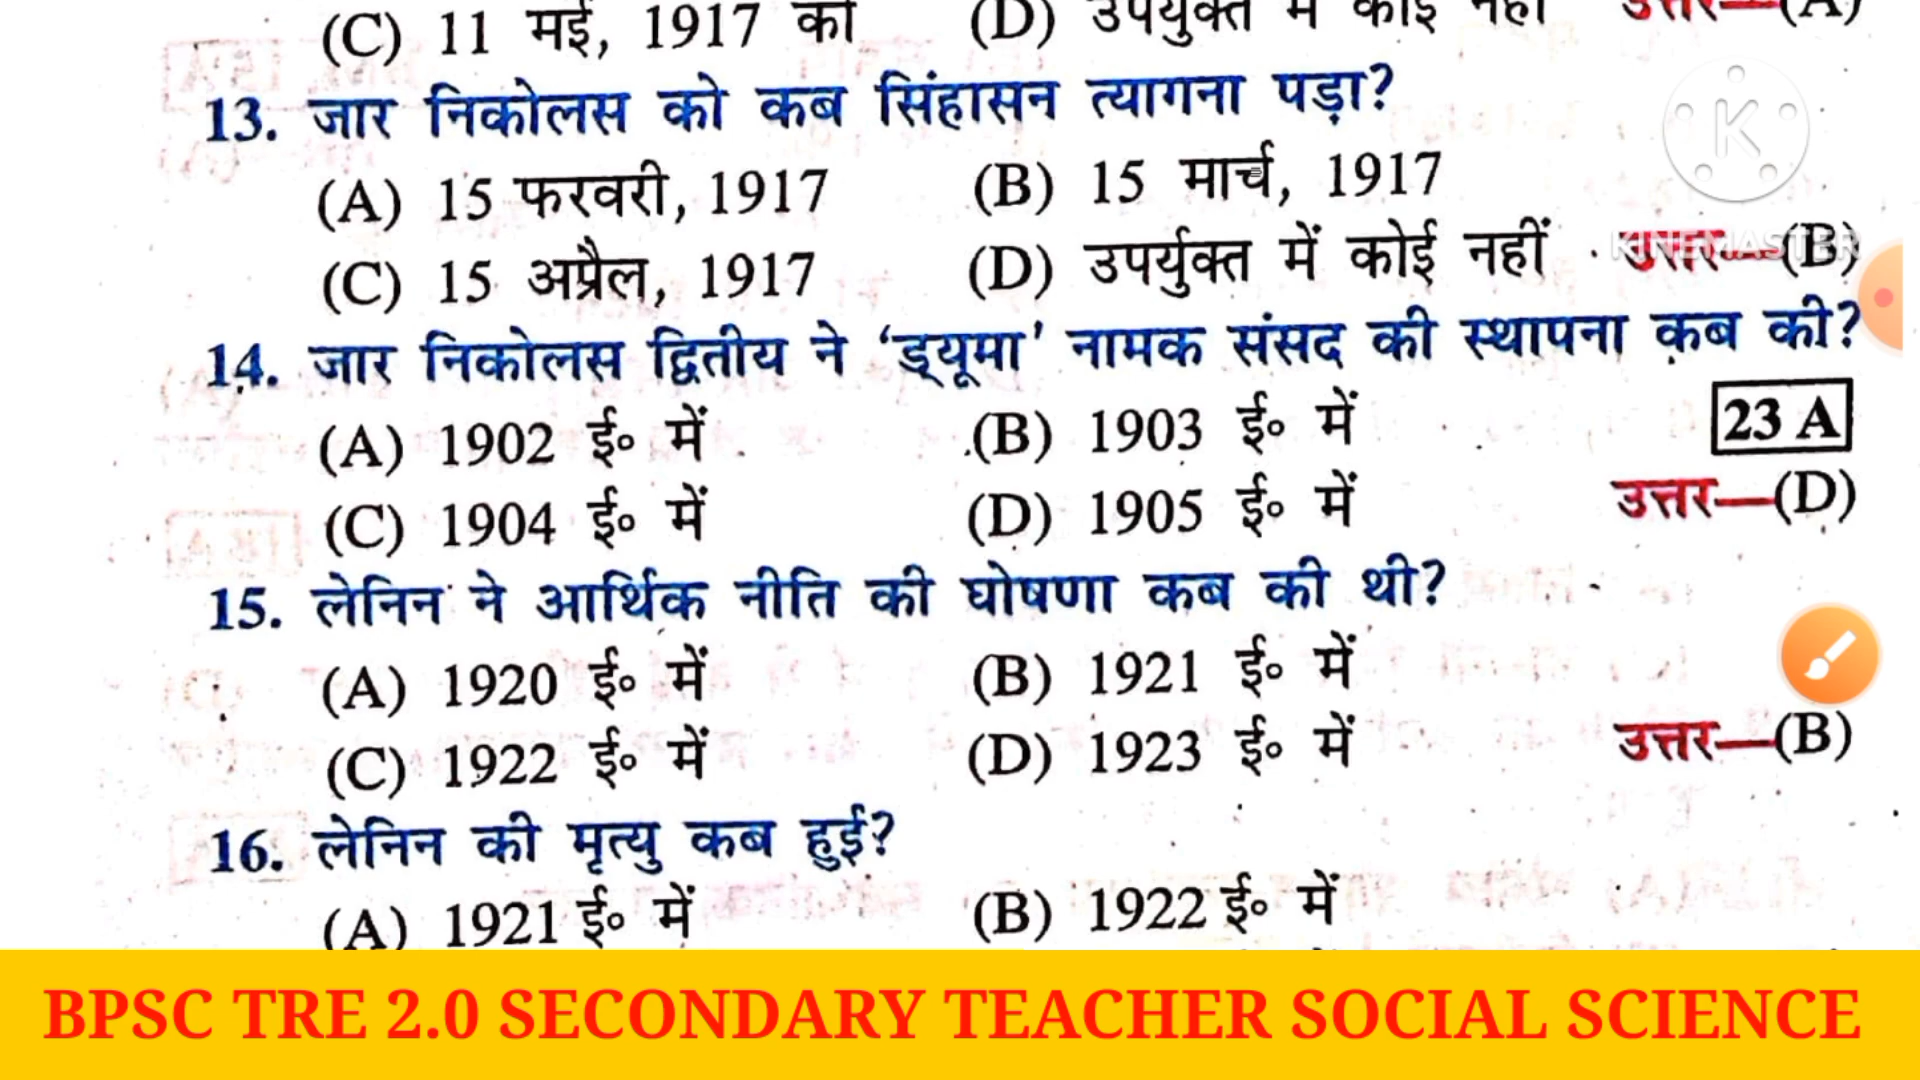 (C) 11 मई, 1917 को (D) उपर्युक्त में कोई नहीं उत्तर—(A)
13. जार निकोलस को कब सिंहासन त्यागना पड़ा?
(A) 15 फरवरी, 1917 (B) 15 मार्च, 1917
(C) 15 अप्रैल, 1917 (D) उपर्युक्त में कोई नहीं उत्तर—(B)
KINEMASTER
14. जार निकोलस द्वितीय ने 'ड्यूमा' नामक संसद की स्थापना कब की?
(A) 1902 ई० में (B) 1903 ई० में 23 A
(C) 1904 ई० में (D) 1905 ई० में उत्तर—(D)
15. लेनिन ने आर्थिक नीति की घोषणा कब की थी?
(A) 1920 ई० में (B) 1921 ई० में
(C) 1922 ई० में (D) 1923 ई० में उत्तर—(B)
16. लेनिन की मृत्यु कब हुई?
(A) 1921 ई० में (B) 1922 ई० में
BPSC TRE 2.0 SECONDARY TEACHER SOCIAL SCIENCE